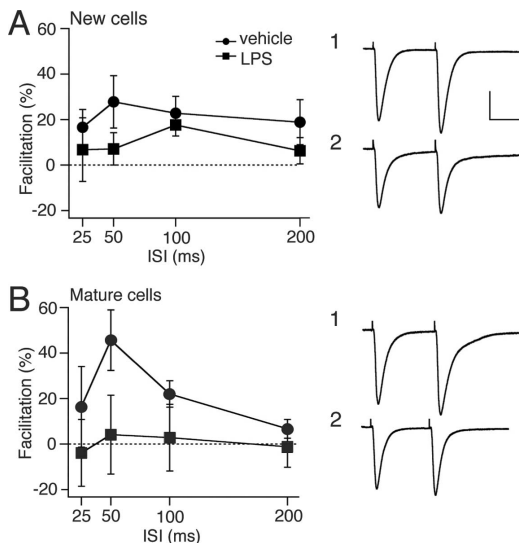 A
New cells
vehicle
LPS
Facilitation (%)
60
40
20
0
-20
25 50 100 200
ISI (ms)
1
2
B
Mature cells
Facilitation (%)
60
40
20
0
-20
25 50 100 200
ISI (ms)
1
2